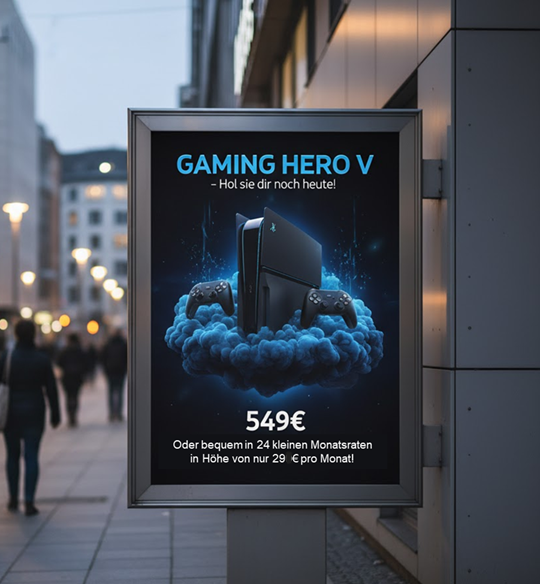 GAMING HERO V
- Hol sie dir noch heute!
549€
Oder bequem in 24 kleinen Monatsraten
in Höhe von nur 29 € pro Monat!